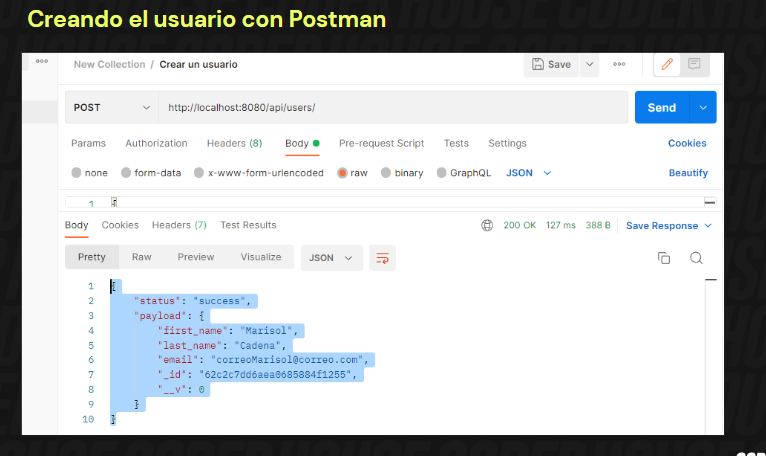 Creando el usuario con Postman
New Collection / Crear un usuario
Save
POST
http://localhost:8080/api/users/
Send
Params Authorization Headers (8) Body Pre-request Script Tests Settings Cookies
none form-data x-www-form-urlencoded raw binary GraphQL JSON Beautify
1 {
Body Cookies Headers (7) Test Results 200 OK 127 ms 388 B Save Response
Pretty Raw Preview Visualize JSON
1 {
2 "status": "success",
3 "payload": {
4 "first_name": "Marisol",
5 "last_name": "Cadena",
6 "email": "correoMarisol@correo.com",
7 "_id": "62c2c7dd6aea0685884f1255",
8 "__v": 0
9 }
10 }